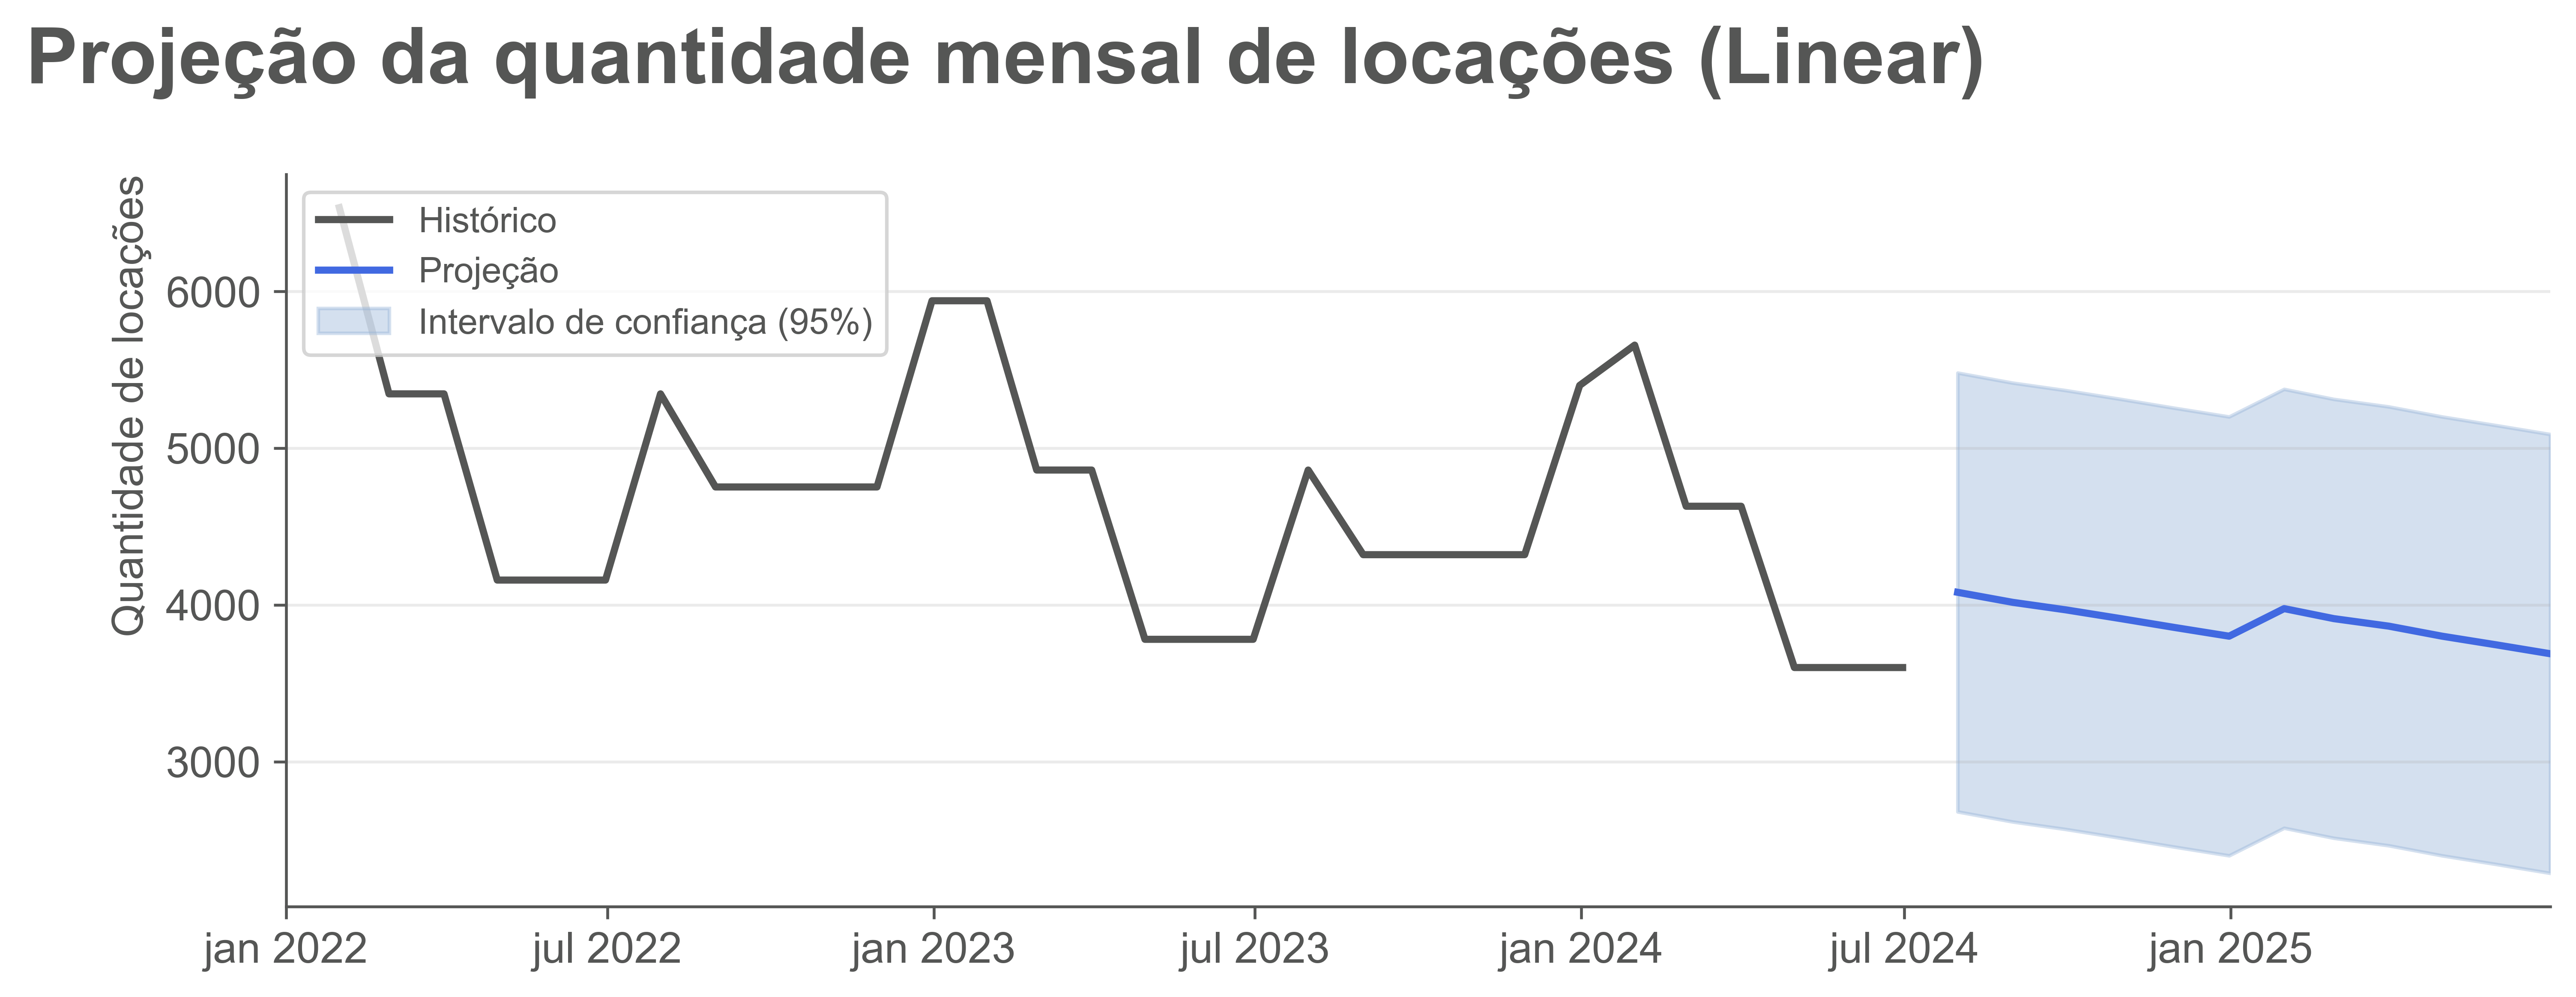 Projeção da quantidade mensal de locações (Linear)
Quantidade de locações
Histórico
Projeção
Intervalo de confiança (95%)
6000
5000
4000
3000
jan 2022
jul 2022
jan 2023
jul 2023
jan 2024
jul 2024
jan 2025